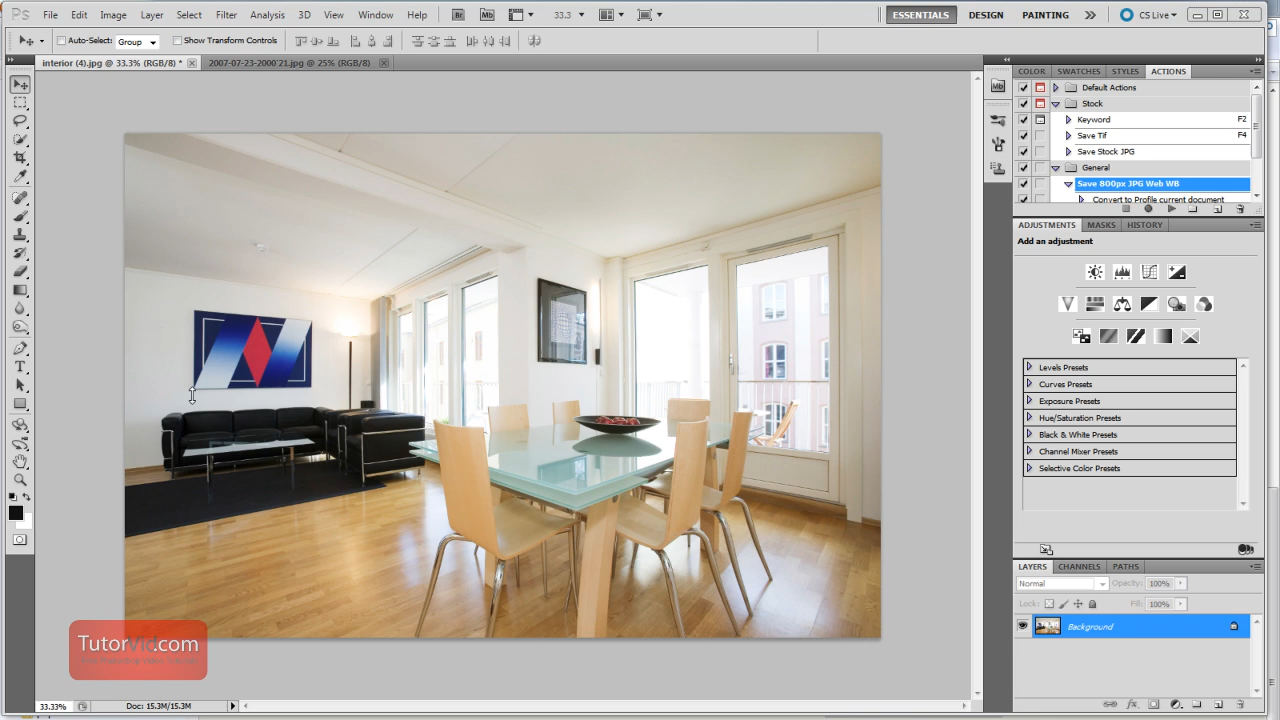 Ps File Edit Image Layer Select Filter Analysis 3D View Window Help Br Mb 33.3 ESSENTIALS DESIGN PAINTING CS Live
Auto-Select: Group Show Transform Controls
interior (4).jpg @ 33.3% (RGB/8) * 2007-07-23-2000'21.jpg @ 25% (RGB/8)
COLOR SWATCHES STYLES ACTIONS
Mb
Default Actions
Stock
Keyword F2
Save Tif F4
Save Stock JPG
General
Save 800px JPG Web WB
Convert to Profile current document
ADJUSTMENTS MASKS HISTORY
Add an adjustment
Levels Presets
Curves Presets
Exposure Presets
Hue/Saturation Presets
Black & White Presets
Channel Mixer Presets
Selective Color Presets
LAYERS CHANNELS PATHS
Normal Opacity: 100%
Lock: Fill: 100%
Background
TutorVid.com
33.33% Doc: 15.3M/15.3M